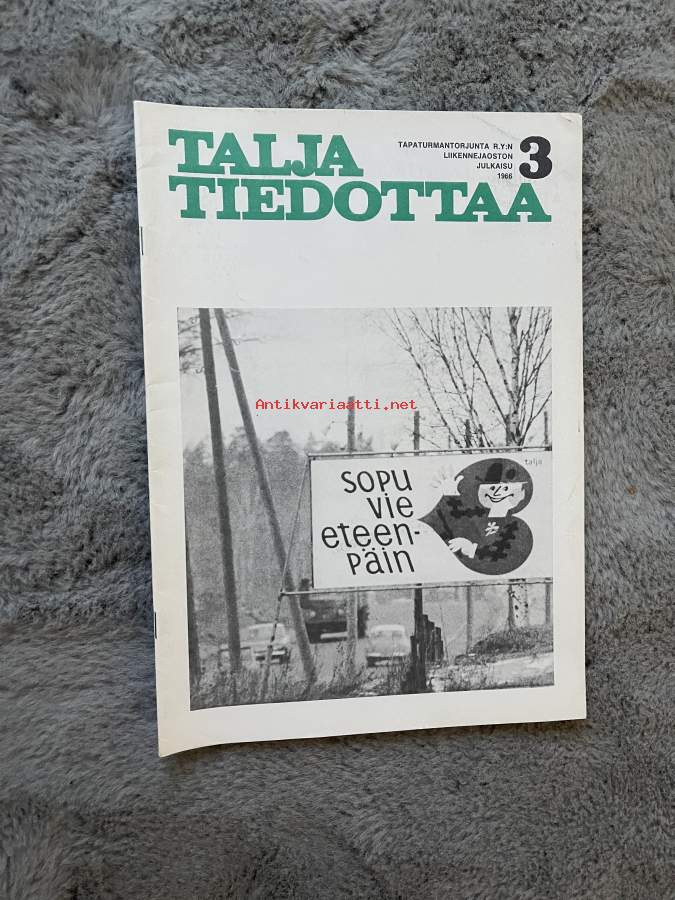 TALJA
TIEDOTTAA
TAPATURMANTORJUNTA R.Y:N
LIIKENNEJAOSTON
JULKAISU
1966
3
Antikvariaatti.net
talja
SOPU
vie
eteen-
päin